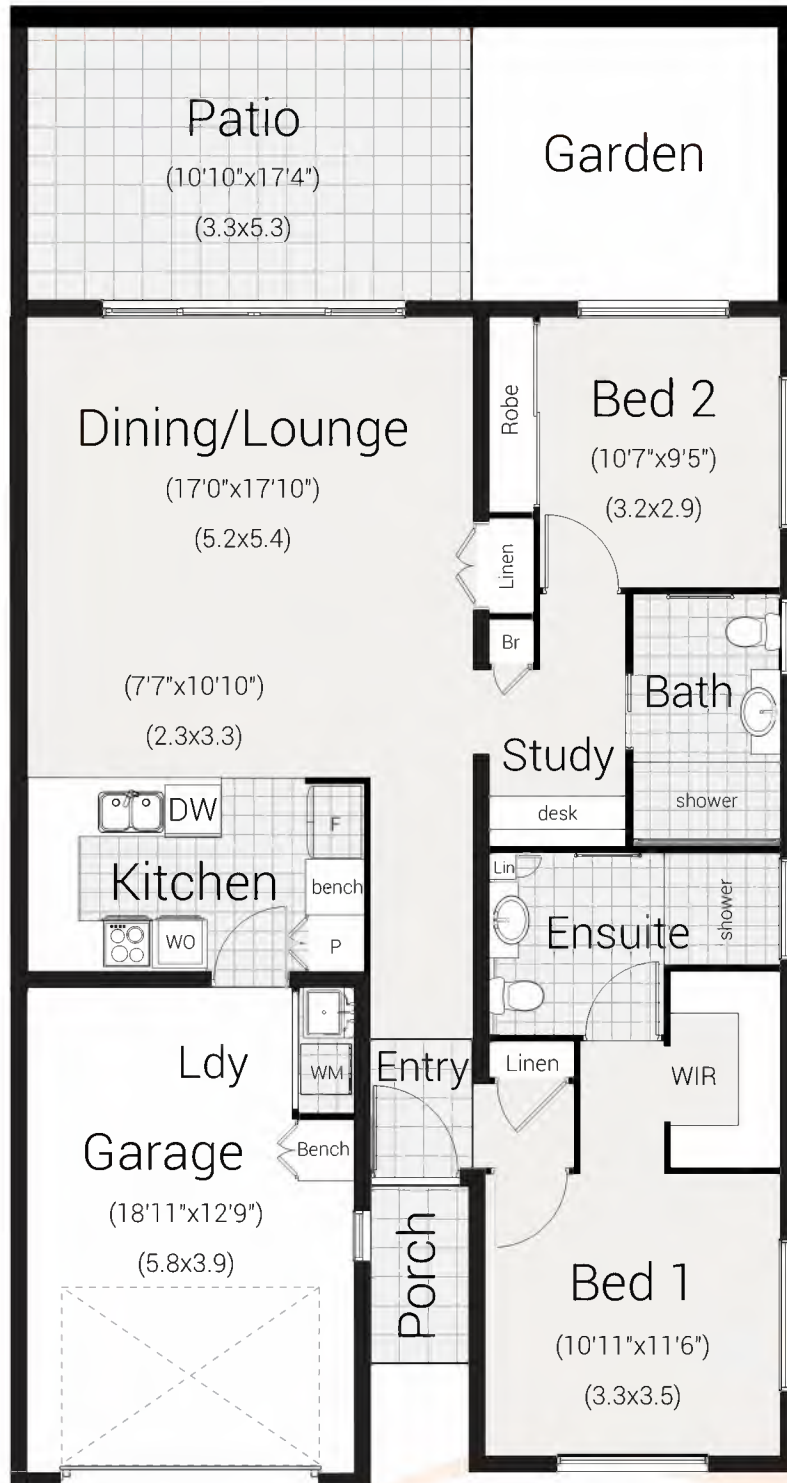 Patio
(10'10"x17'4")
(3.3x5.3)
Garden
Dining/Lounge
(17'0"x17'10")
(5.2x5.4)
Robe
Bed 2
(10'7"x9'5")
(3.2x2.9)
Linen
Br
(7'7"x10'10")
(2.3x3.3)
Bath
Study
shower
desk
DW
F
Kitchen
bench
WO
P
Lin
Ensuite
shower
Ldy
WM
Entry
Linen
WIR
Garage
Bench
(18'11"x12'9")
(5.8x3.9)
Porch
Bed 1
(10'11"x11'6")
(3.3x3.5)